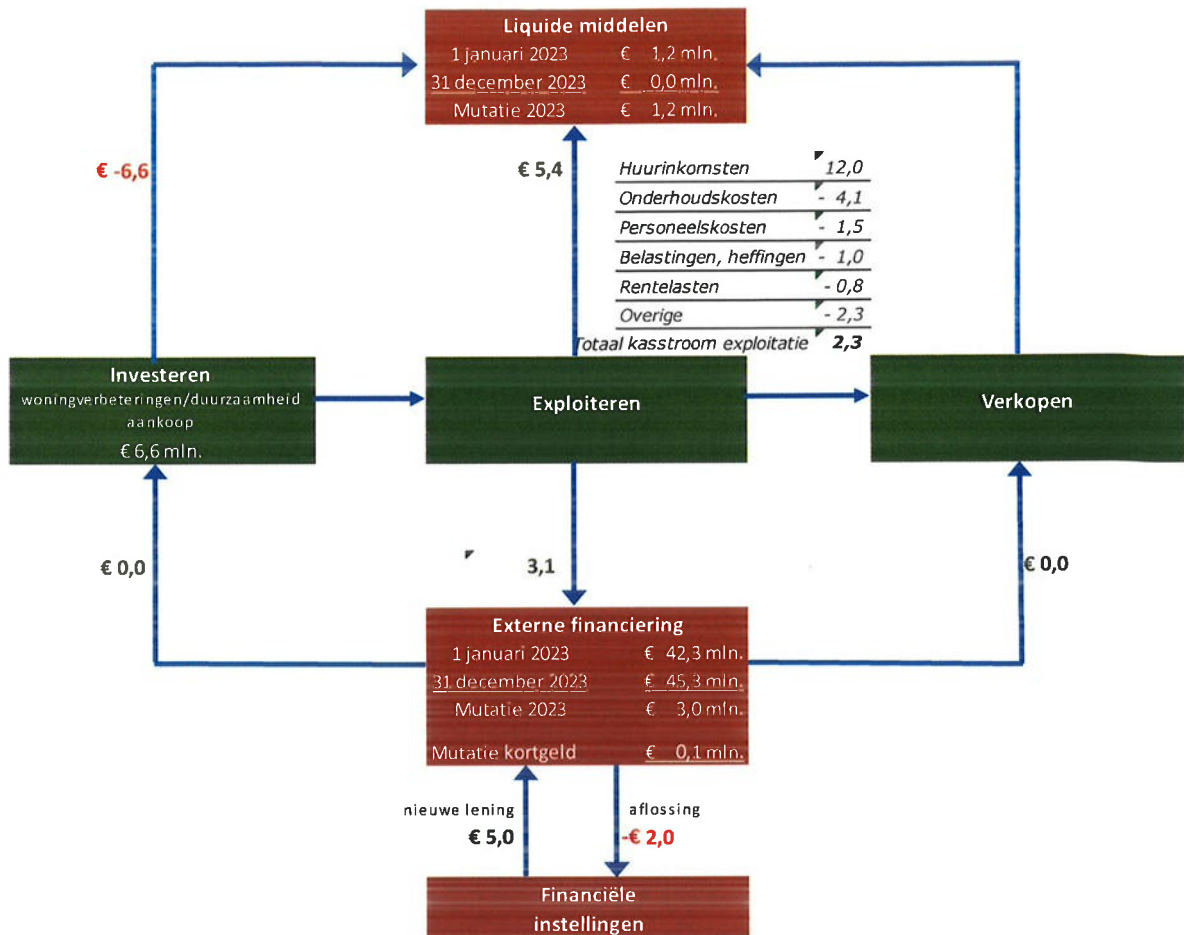 Liquide middelen
1 januari 2023 € 1,2 mln.
31 december 2023 € 0,0 mln.
Mutatie 2023 € 1,2 mln.
€ -6,6
€ 5,4
Huurinkomsten 12,0
Onderhoudskosten - 4,1
Personeelskosten - 1,5
Belastingen, heffingen - 1,0
Rentelasten - 0,8
Overige - 2,3
Totaal kasstroom exploitatie 2,3
Investeren
woningverbeteringen/duurzaamheid
aankoop
€ 6,6 mln.
Exploiteren
Verkopen
€ 0,0
3,1
€ 0,0
Externe financiering
1 januari 2023 € 42,3 mln.
31 december 2023 € 45,3 mln.
Mutatie 2023 € 3,0 mln.
Mutatie kortgeld € 0,1 mln.
nieuwe lening
€ 5,0
aflossing
-€ 2,0
Financiële
instellingen